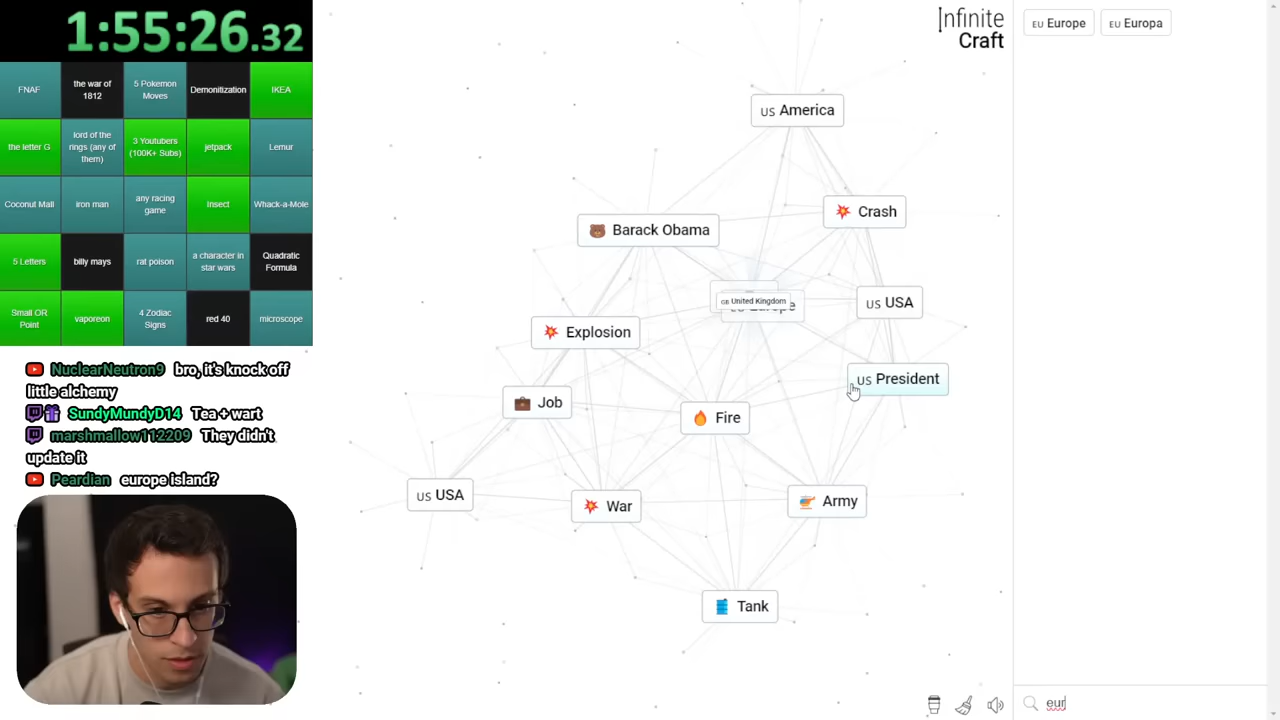 1:55:26.32
FNAF
the war of
1812
5 Pokemon
Moves
Demonitization
IKEA
the letter G
lord of the
rings (any of
them)
3 Youtubers
(100K+ Subs)
jetpack
Lemur
Coconut Mall
iron man
any racing
game
Insect
Whack-a-Mole
5 Letters
billy mays
rat poison
a character in
star wars
Quadratic
Formula
Small OR
Point
vaporeon
4 Zodiac
Signs
red 40
microscope
NuclearNeutron9 bro, it's knock off
little alchemy
SundyMundyD14 Tea + wart
marshmallow112209 They didn't
update it
Peardian europe island?
Infinite
Craft
US America
Crash
Barack Obama
GB United Kingdom
Europe
US USA
Explosion
US President
Job
Fire
US USA
War
Army
Tank
EU Europe
EU Europa
eur